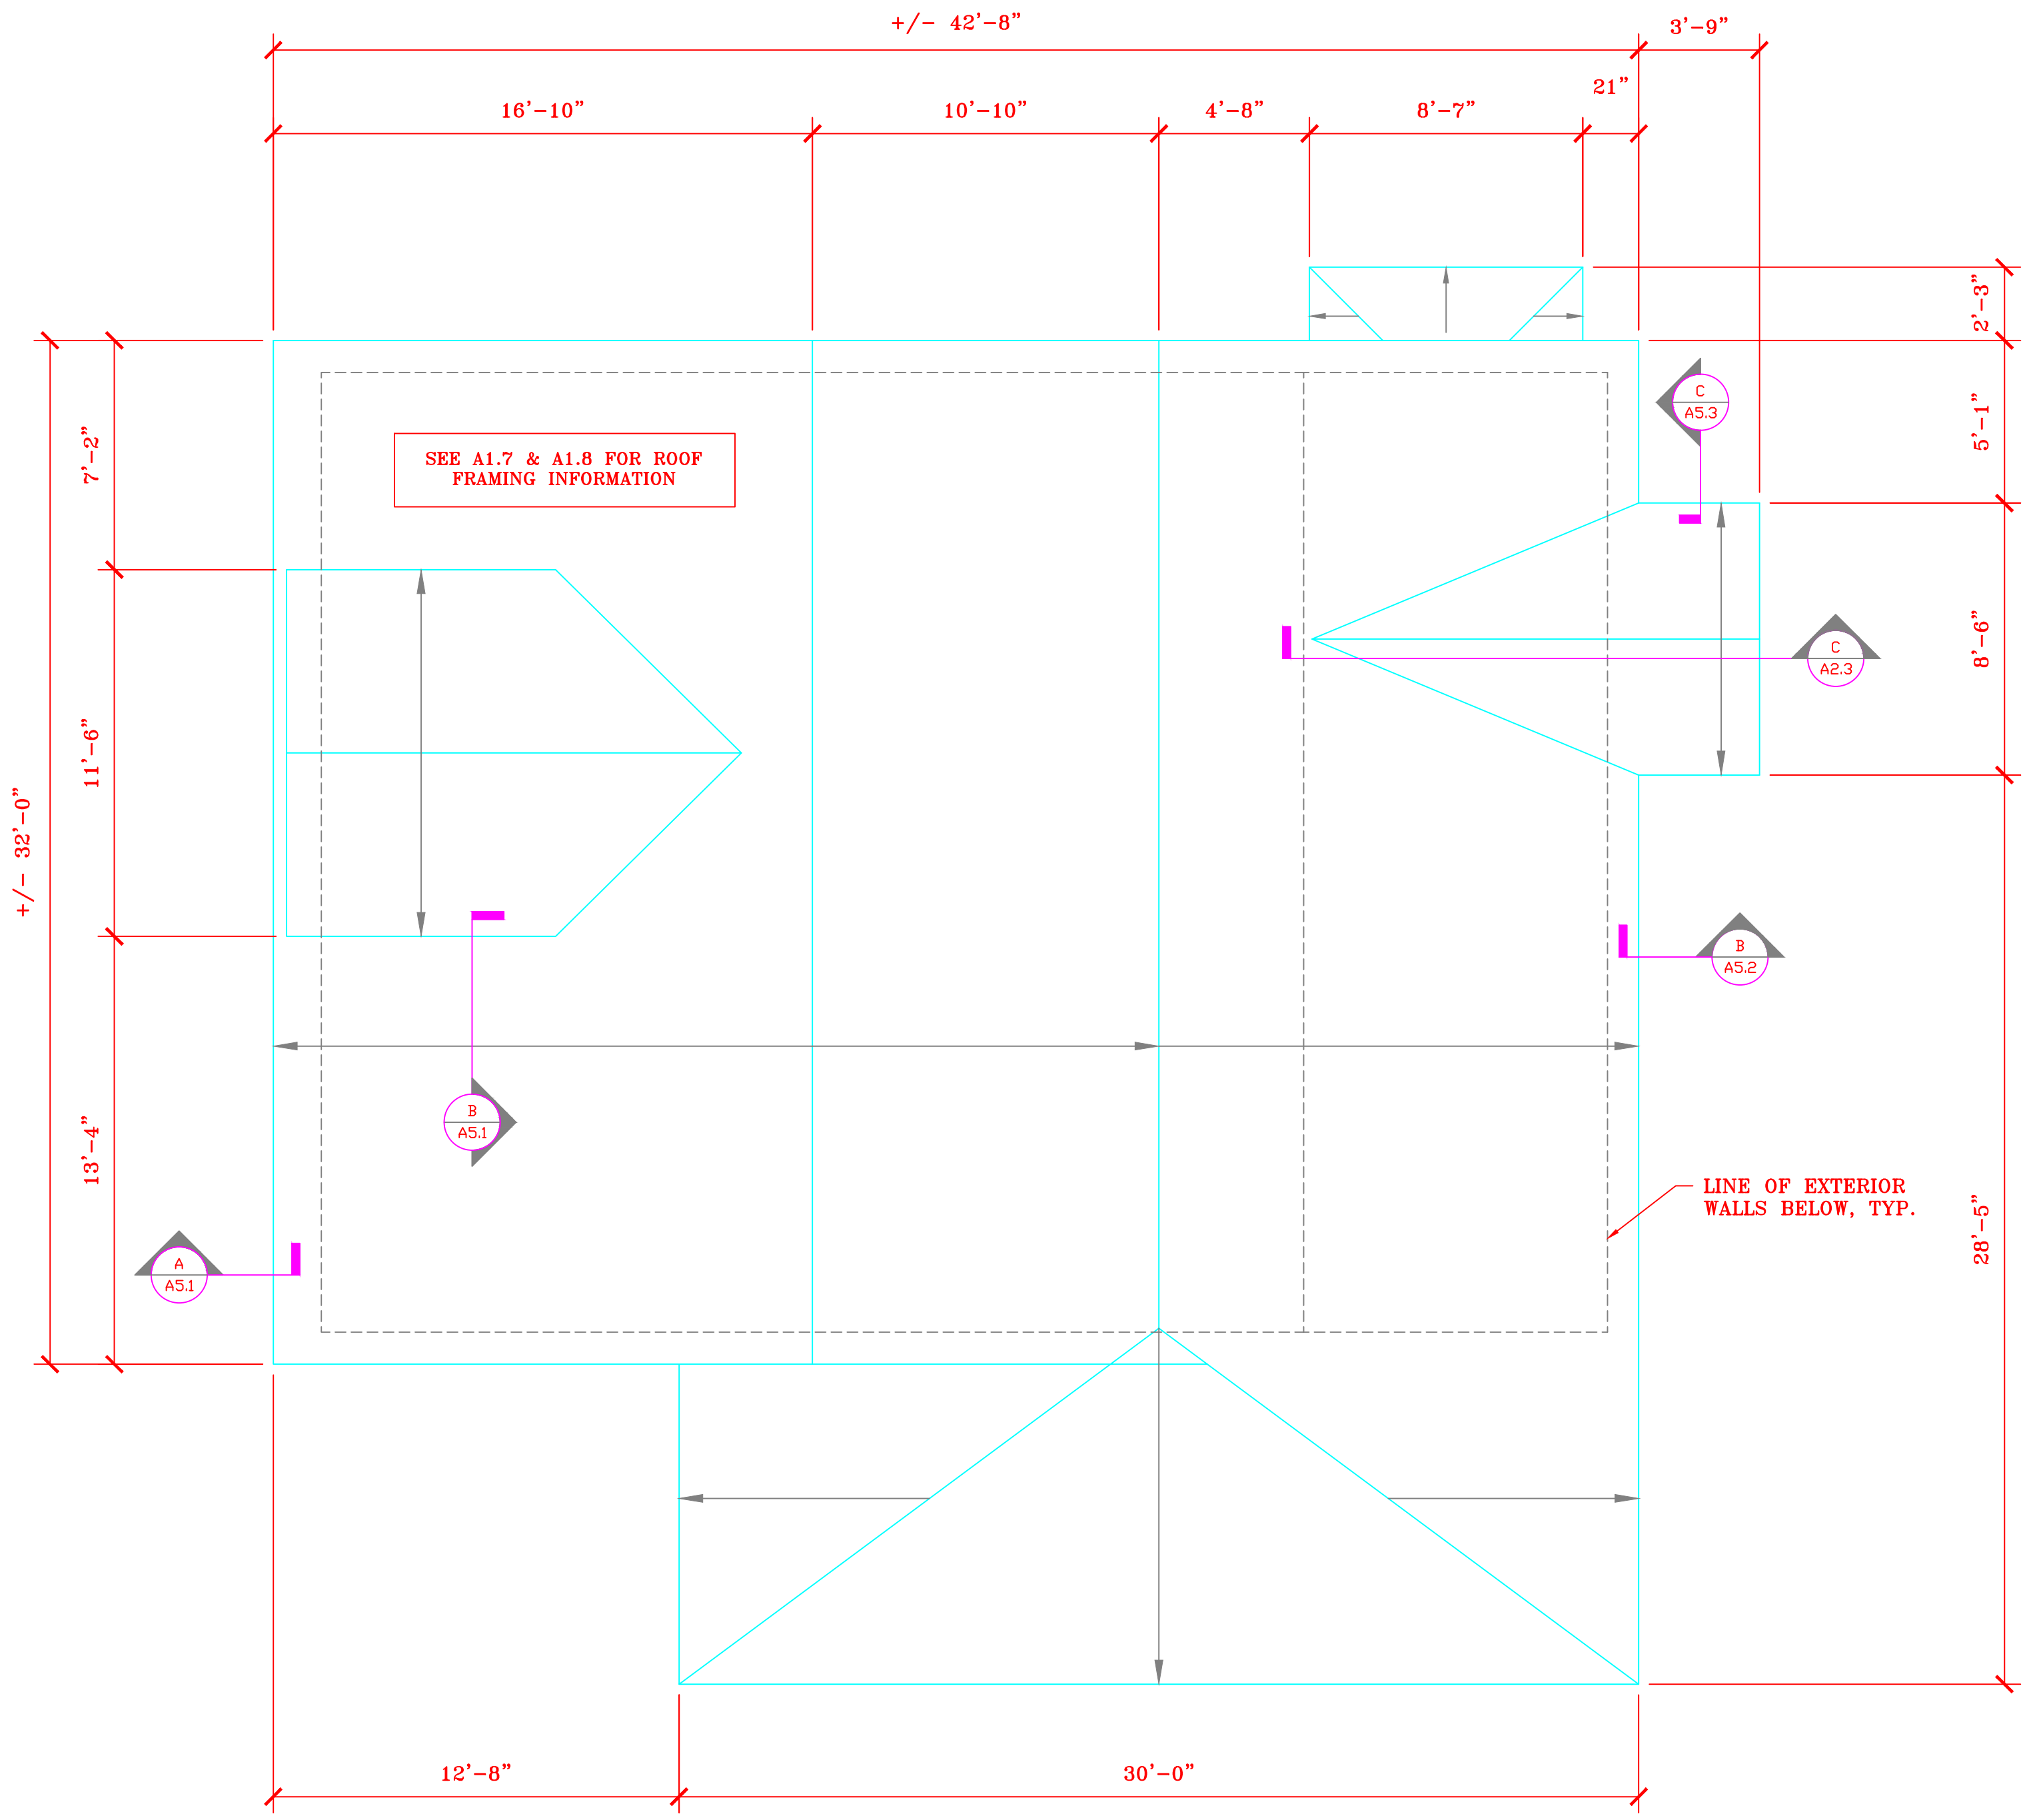 +/- 42'-8"
3'-9"
21"
16'-10"
10'-10"
4'-8"
8'-7"
2'-3"
5'-1"
8'-6"
28'-5"
7'-2"
11'-6"
13'-4"
+/- 32'-0"
C
A5.3
SEE A1.7 & A1.8 FOR ROOF
FRAMING INFORMATION
C
A2.3
B
A5.2
B
A5.1
LINE OF EXTERIOR
WALLS BELOW, TYP.
A
A5.1
12'-8"
30'-0"